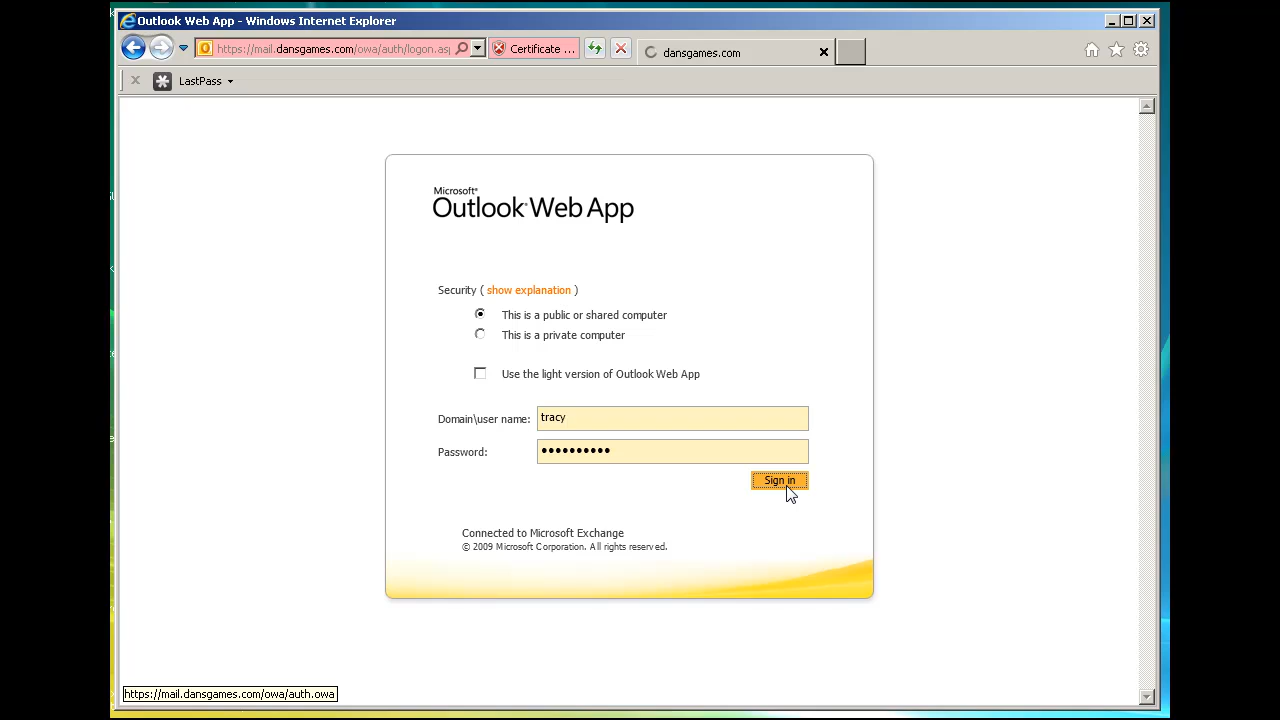 Outlook Web App - Windows Internet Explorer
https://mail.dansgames.com/owa/auth/logon.asp
Certificate ...
dansgames.com
LastPass
Microsoft®
Outlook Web App
Security ( show explanation )
This is a public or shared computer
This is a private computer
Use the light version of Outlook Web App
Domain\user name: tracy
Password: ••••••••••
Sign in
Connected to Microsoft Exchange
© 2009 Microsoft Corporation. All rights reserved.
https://mail.dansgames.com/owa/auth.owa